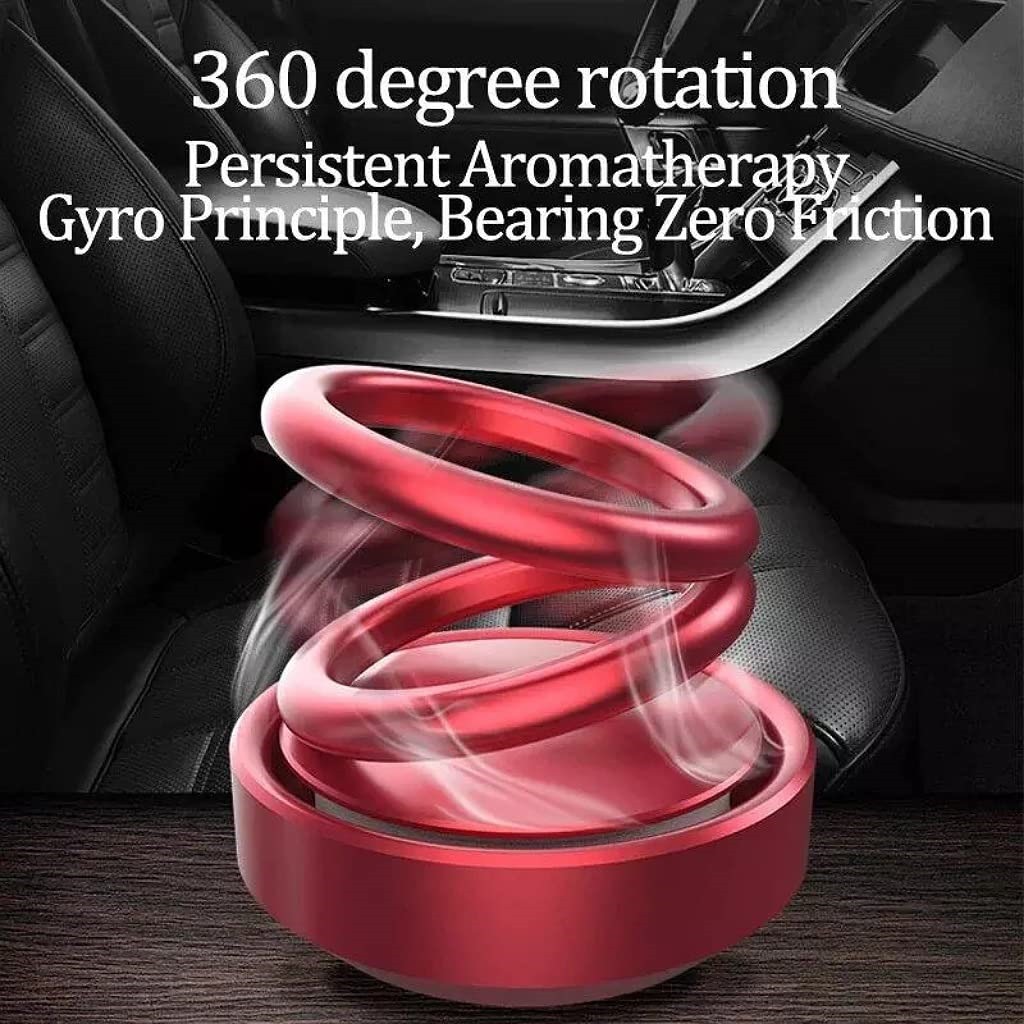 360 degree rotation
Persistent Aromatherapy
Gyro Principle, Bearing Zero Friction